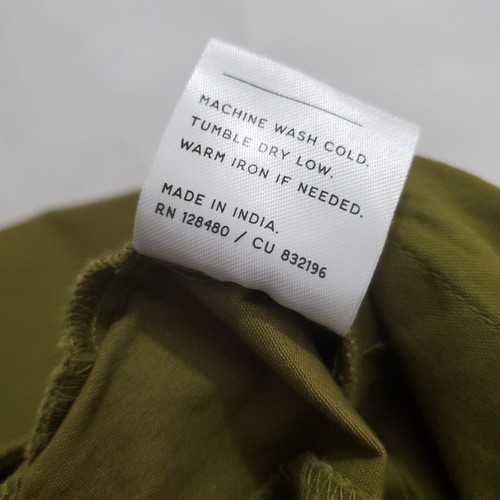 MACHINE WASH COLD.
TUMBLE DRY LOW.
WARM IRON IF NEEDED.
MADE IN INDIA.
RN 128480 / CU 832196